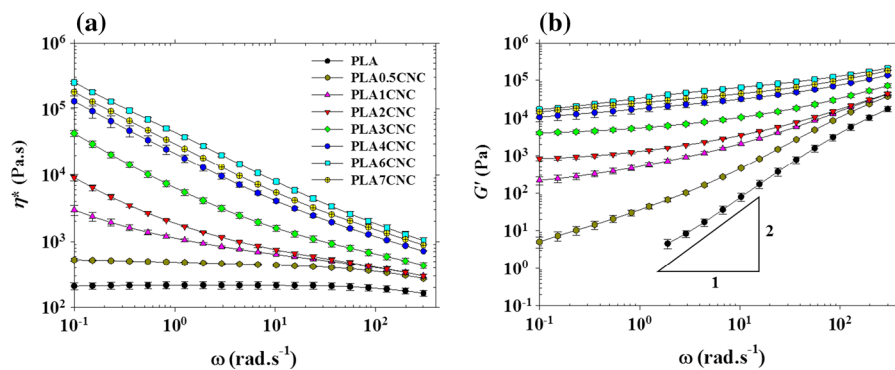 (a)
η* (Pa.s)
10^6
10^5
10^4
10^3
10^2
10^-1
10^0
10^1
10^2
ω (rad.s^-1)
PLA
PLA0.5CNC
PLA1CNC
PLA2CNC
PLA3CNC
PLA4CNC
PLA6CNC
PLA7CNC
(b)
G' (Pa)
10^6
10^5
10^4
10^3
10^2
10^1
10^0
10^-1
10^-1
10^0
10^1
10^2
2
1
ω (rad.s^-1)